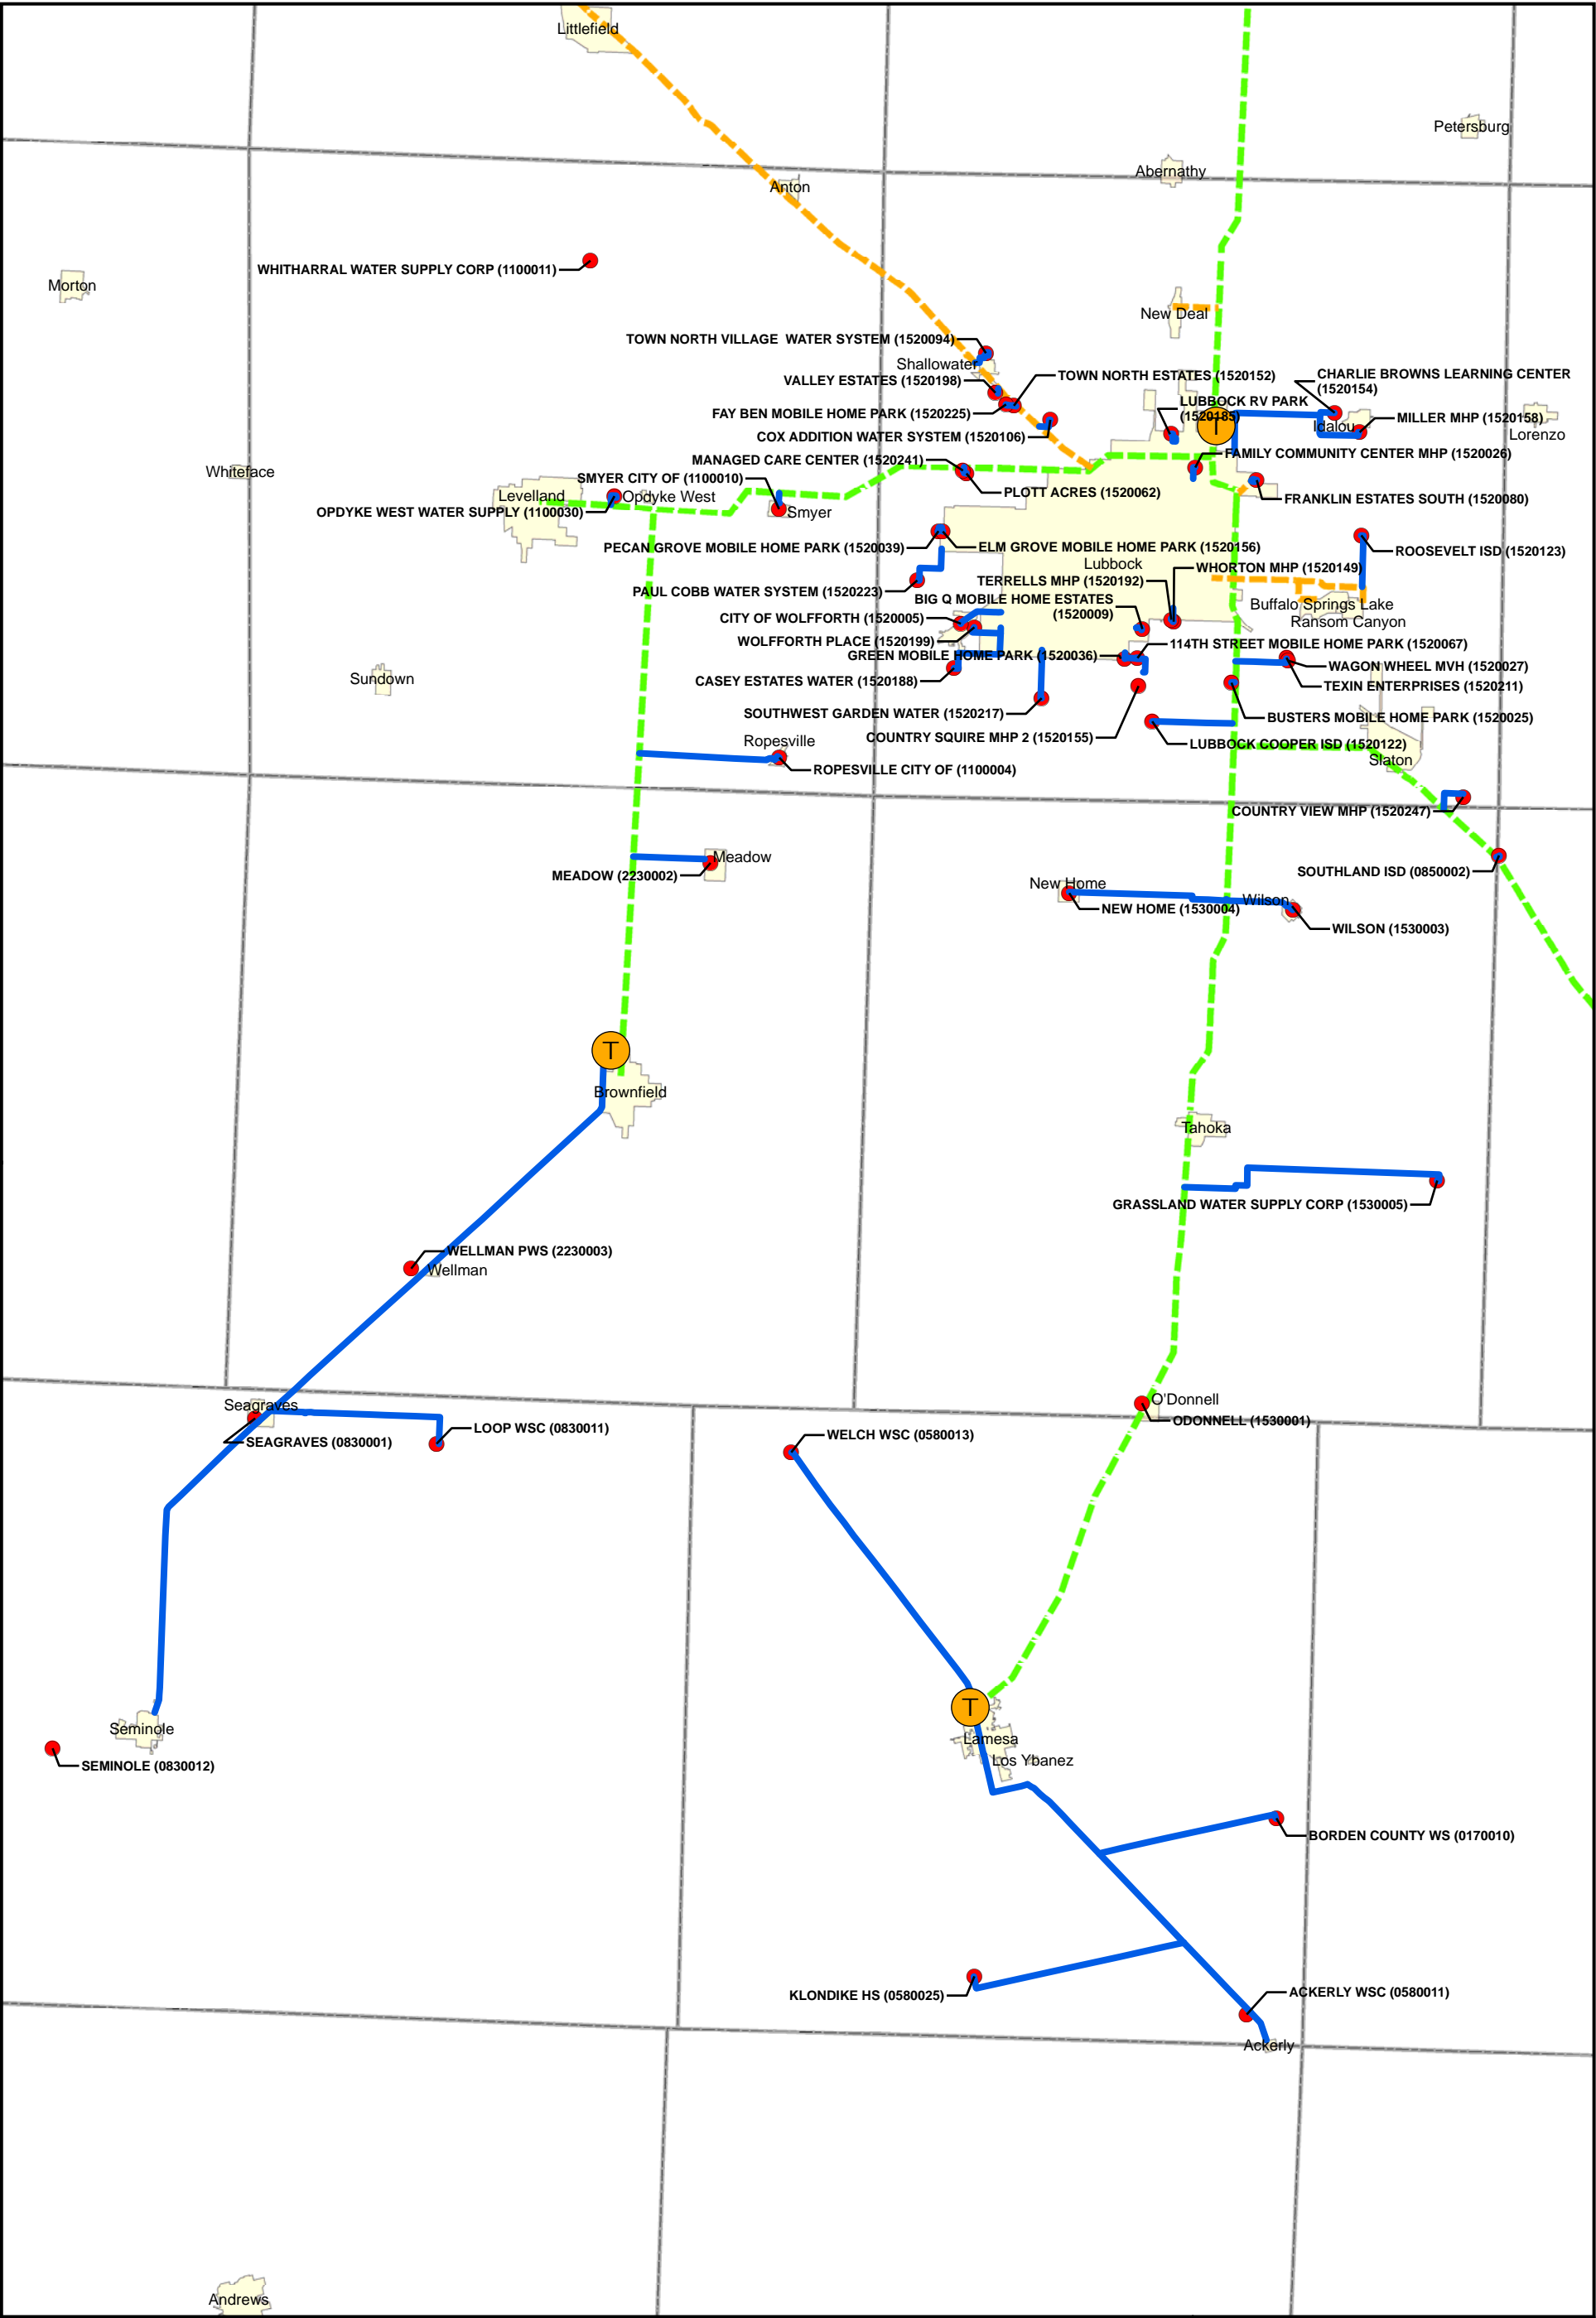 Littlefield
Petersburg
Abernathy
Anton
WHITHARRAL WATER SUPPLY CORP (1100011)
Morton
New Deal
TOWN NORTH VILLAGE  WATER SYSTEM (1520094)
Shallowater
VALLEY ESTATES (1520198)
TOWN NORTH ESTATES (1520152)
CHARLIE BROWNS LEARNING CENTER
(1520154)
FAY BEN MOBILE HOME PARK (1520225)
LUBBOCK RV PARK
(1520185)
T
Idalou
MILLER MHP (1520158)
Lorenzo
COX ADDITION WATER SYSTEM (1520106)
FAMILY COMMUNITY CENTER MHP (1520026)
MANAGED CARE CENTER (1520241)
Whiteface
SMYER CITY OF (1100010)
PLOTT ACRES (1520062)
Levelland
Opdyke West
FRANKLIN ESTATES SOUTH (1520080)
OPDYKE WEST WATER SUPPLY (1100030)
Smyer
PECAN GROVE MOBILE HOME PARK (1520039)
ELM GROVE MOBILE HOME PARK (1520156)
ROOSEVELT ISD (1520123)
Lubbock
WHORTON MHP (1520149)
TERRELLS MHP (1520192)
PAUL COBB WATER SYSTEM (1520223)
BIG Q MOBILE HOME ESTATES
(1520009)
Buffalo Springs Lake
Ransom Canyon
CITY OF WOLFFORTH (1520005)
WOLFFORTH PLACE (1520199)
114TH STREET MOBILE HOME PARK (1520067)
GREEN MOBILE HOME PARK (1520036)
WAGON WHEEL MVH (1520027)
Sundown
CASEY ESTATES WATER (1520188)
TEXIN ENTERPRISES (1520211)
SOUTHWEST GARDEN WATER (1520217)
BUSTERS MOBILE HOME PARK (1520025)
COUNTRY SQUIRE MHP 2 (1520155)
Ropesville
LUBBOCK COOPER ISD (1520122)
Slaton
ROPESVILLE CITY OF (1100004)
COUNTRY VIEW MHP (1520247)
Meadow
MEADOW (2230002)
SOUTHLAND ISD (0850002)
New Home
NEW HOME (1530004)
Wilson
WILSON (1530003)
T
Brownfield
Tahoka
GRASSLAND WATER SUPPLY CORP (1530005)
WELLMAN PWS (2230003)
Wellman
Seagraves
O'Donnell
ODONNELL (1530001)
LOOP WSC (0830011)
WELCH WSC (0580013)
SEAGRAVES (0830001)
T
Seminole
Lamesa
Los Ybanez
SEMINOLE (0830012)
BORDEN COUNTY WS (0170010)
KLONDIKE HS (0580025)
ACKERLY WSC (0580011)
Ackerly
Andrews